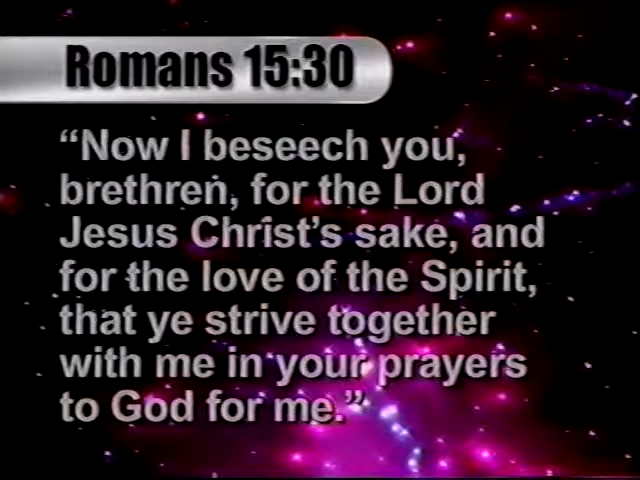 Romans 15:30
“Now I beseech you,
brethren, for the Lord
Jesus Christ’s sake, and
for the love of the Spirit,
that ye strive together
with me in your prayers
to God for me.”